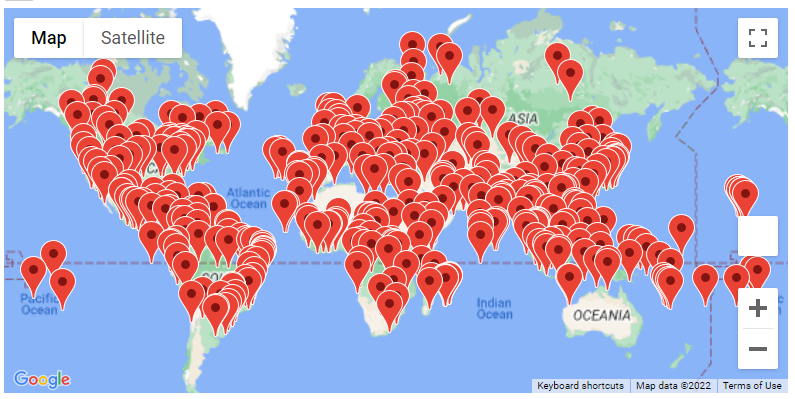 Map
Satellite
ASIA
Atlantic
Ocean
Pacific
Ocean
Indian
Ocean
OCEANIA
Google
Keyboard shortcuts
Map data ©2022
Terms of Use